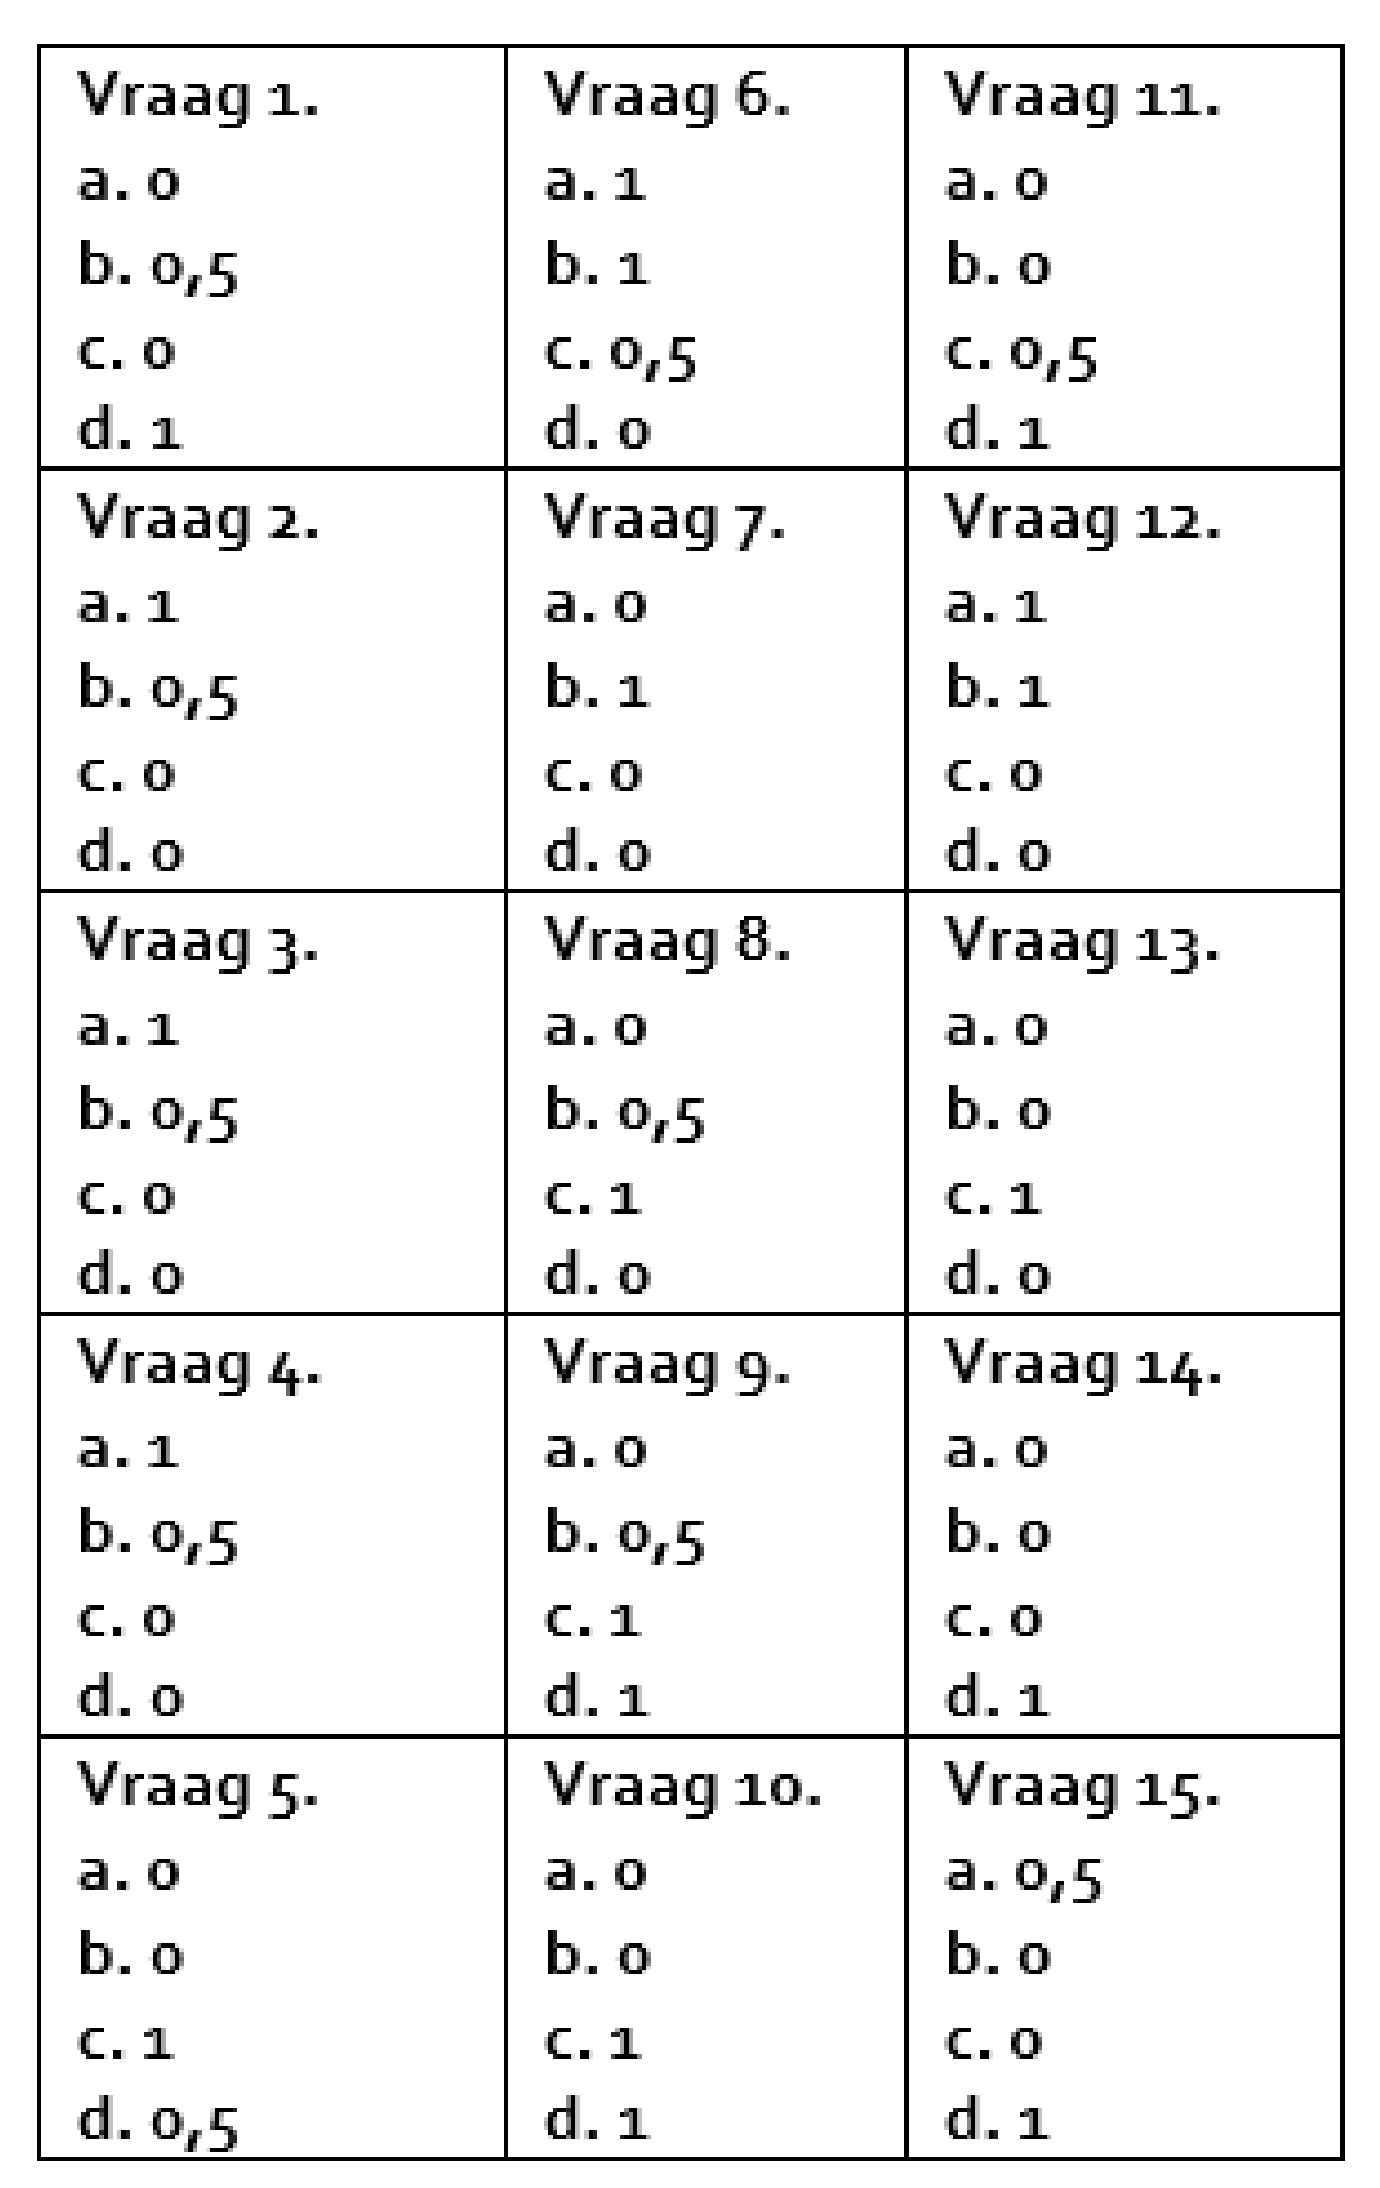 Vraag 1.
a. 0
b. 0,5
c. 0
d. 1
Vraag 2.
a. 1
b. 0,5
c. 0
d. 0
Vraag 3.
a. 1
b. 0,5
c. 0
d. 0
Vraag 4.
a. 1
b. 0,5
c. 0
d. 0
Vraag 5.
a. 0
b. 0
c. 1
d. 0,5
Vraag 6.
a. 1
b. 1
c. 0,5
d. 0
Vraag 7.
a. 0
b. 1
c. 0
d. 0
Vraag 8.
a. 0
b. 0,5
c. 1
d. 0
Vraag 9.
a. 0
b. 0,5
c. 1
d. 1
Vraag 10.
a. 0
b. 0
c. 1
d. 1
Vraag 11.
a. 0
b. 0
c. 0,5
d. 1
Vraag 12.
a. 1
b. 1
c. 0
d. 0
Vraag 13.
a. 0
b. 0
c. 1
d. 0
Vraag 14.
a. 0
b. 0
c. 0
d. 1
Vraag 15.
a. 0,5
b. 0
c. 0
d. 1